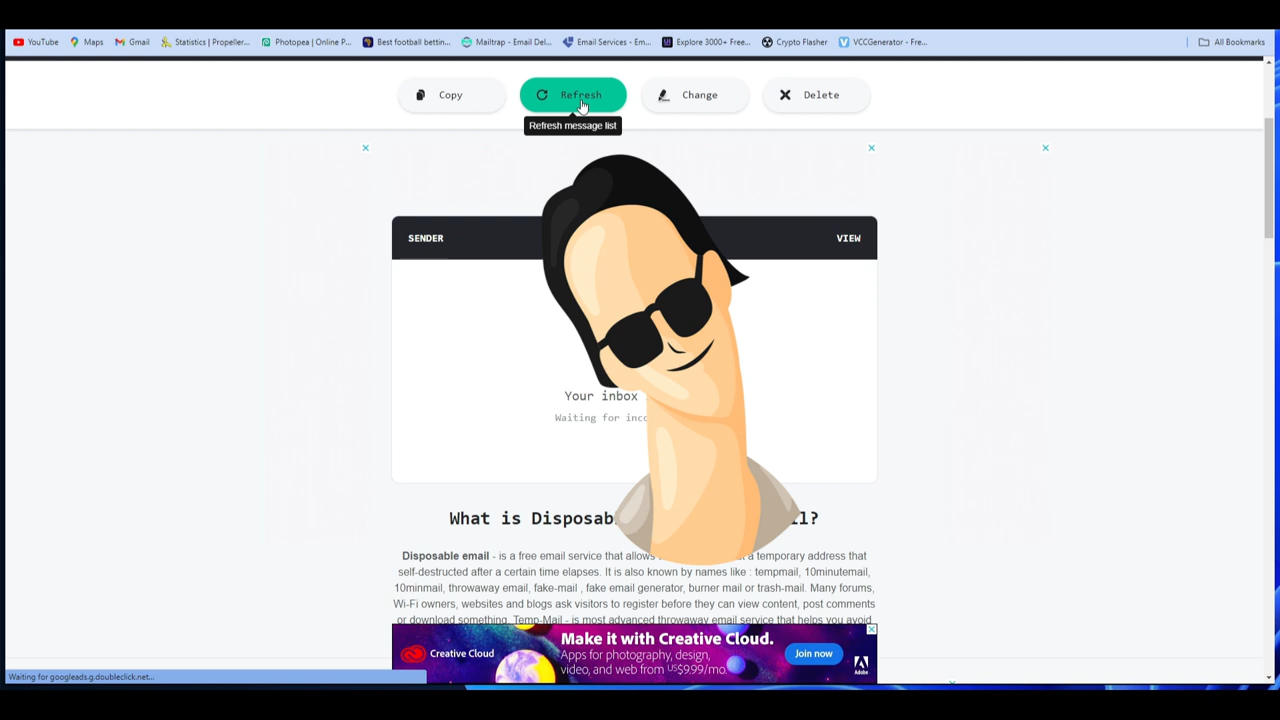 YouTube Maps Gmail Statistics | Propeller... Photopea | Online P... Best football bettin... Mailtrap - Email Del... Email Services - Em... Explore 3000+ Free... Crypto Flasher VCCGenerator - Fre... All Bookmarks
Copy Refresh Change Delete
Refresh message list
SENDER VIEW
Your inbox
Waiting for inco
What is Disposab l?
Disposable email - is a free email service that allows a temporary address that
self-destructed after a certain time elapses. It is also known by names like : tempmail, 10minutemail,
10minmail, throwaway email, fake-mail , fake email generator, burner mail or trash-mail. Many forums,
Wi-Fi owners, websites and blogs ask visitors to register before they can view content, post comments
or download something. Temp-Mail - is most advanced throwaway email service that helps you avoid
Creative Cloud
Make it with Creative Cloud.
Apps for photography, design,
video, and web from US$9.99/mo.
Join now
Adobe
Waiting for googleads.g.doubleclick.net...